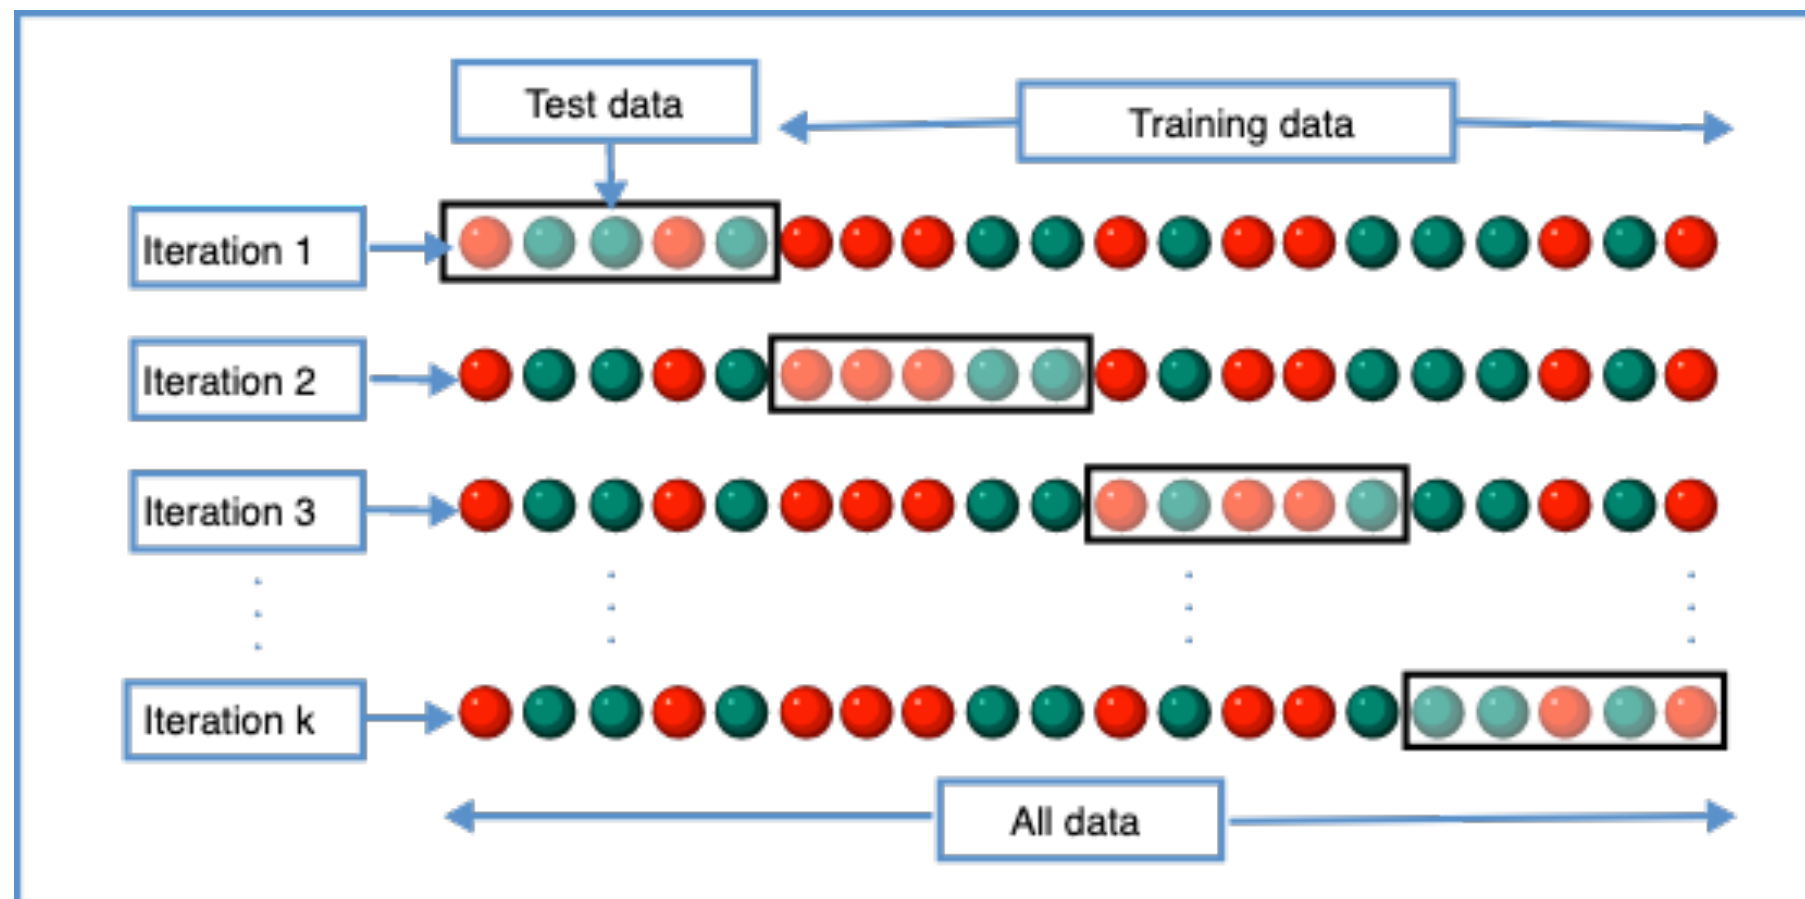 Test data
Training data
Iteration 1
Iteration 2
Iteration 3
Iteration k
All data